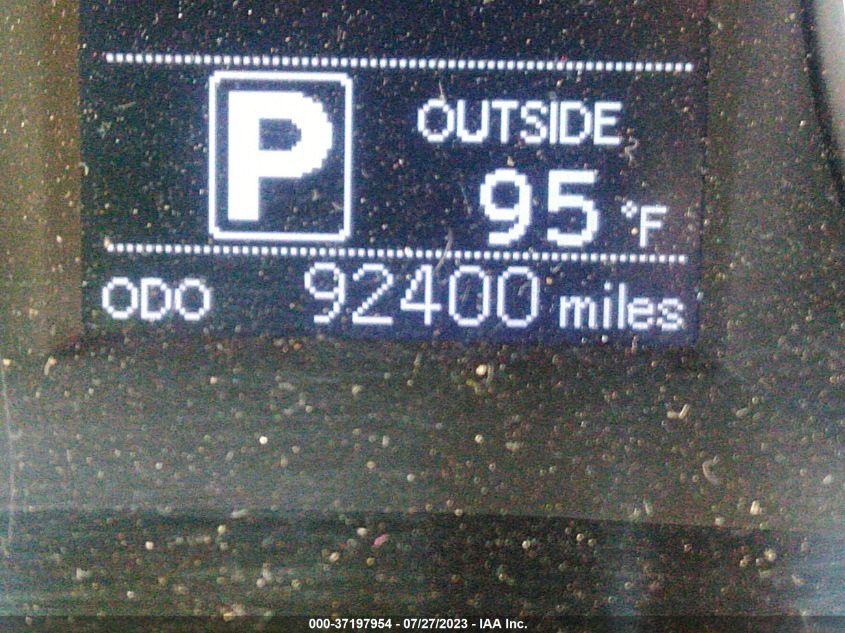 P
OUTSIDE
95 °F
ODO 92400 miles
000-37197954 - 07/27/2023 - IAA Inc.